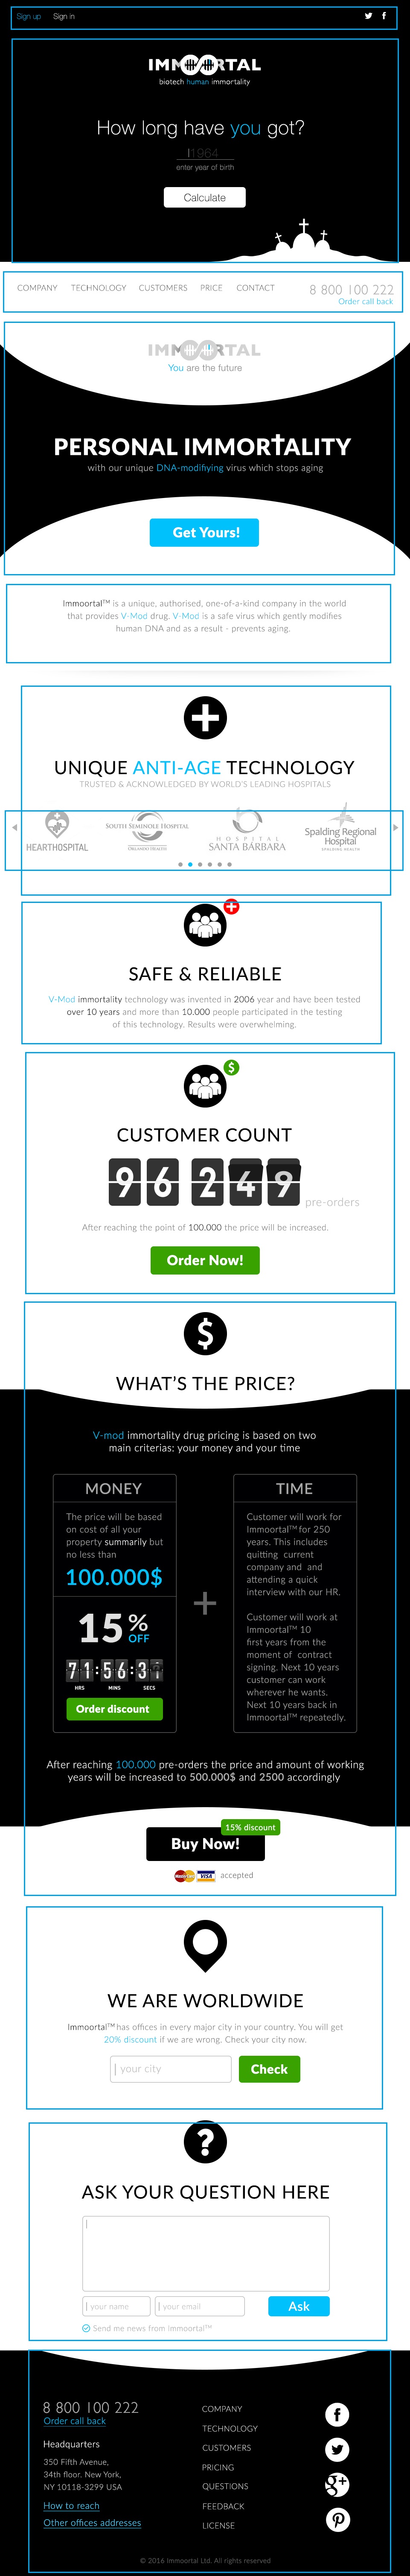 Sign up Sign in
IMMOORTAL
biotech human immortality
How long have you got?
1964
enter year of birth
Calculate
COMPANY TECHNOLOGY CUSTOMERS PRICE CONTACT 8 800 100 222
Order call back
IMMOORTAL
You are the future
PERSONAL IMMORTALITY
with our unique DNA-modifiying virus which stops aging
Get Yours!
Immoortal™ is a unique, authorised, one-of-a-kind company in the world
that provides V-Mod drug. V-Mod is a safe virus which gently modifies
human DNA and as a result - prevents aging.
UNIQUE ANTI-AGE TECHNOLOGY
TRUSTED & ACKNOWLEDGED BY WORLD'S LEADING HOSPITALS
HEARTHOSPITAL
SOUTH SEMINOLE HOSPITAL
ORLANDO HEALTH
HOSPITAL
SANTA BARBARA
Spalding Regional
Hospital
SPALDING HEALTH
SAFE & RELIABLE
V-Mod immortality technology was invented in 2006 year and have been tested
over 10 years and more than 10.000 people participated in the testing
of this technology. Results were overwhelming.
$
CUSTOMER COUNT
96 249 pre-orders
After reaching the point of 100.000 the price will be increased.
Order Now!
$
WHAT'S THE PRICE?
V-mod immortality drug pricing is based on two
main criterias: your money and your time
MONEY
The price will be based
on cost of all your
property summarily but
no less than
100.000$
15%
OFF
71:56:3
HRS MINS SECS
Order discount
+
TIME
Customer will work for
Immoortal™ for 250
years. This includes
quitting current
company and and
attending a quick
interview with our HR.
Customer will work at
Immoortal™ 10
first years from the
moment of contract
signing. Next 10 years
customer can work
wherever he wants.
Next 10 years back in
Immoortal™ repeatedly.
After reaching 100.000 pre-orders the price and amount of working
years will be increased to 500.000$ and 2500 accordingly
15% discount
Buy Now!
MasterCard VISA accepted
WE ARE WORLDWIDE
Immoortal™ has offices in every major city in your country. You will get
20% discount if we are wrong. Check your city now.
your city Check
?
ASK YOUR QUESTION HERE
your name your email Ask
Send me news from Immoortal™
8 800 100 222
Order call back
Headquarters
350 Fifth Avenue,
34th floor. New York,
NY 10118-3299 USA
How to reach
Other offices addresses
COMPANY
TECHNOLOGY
CUSTOMERS
PRICING
QUESTIONS
FEEDBACK
LICENSE
© 2016 Immoortal Ltd. All rights reserved